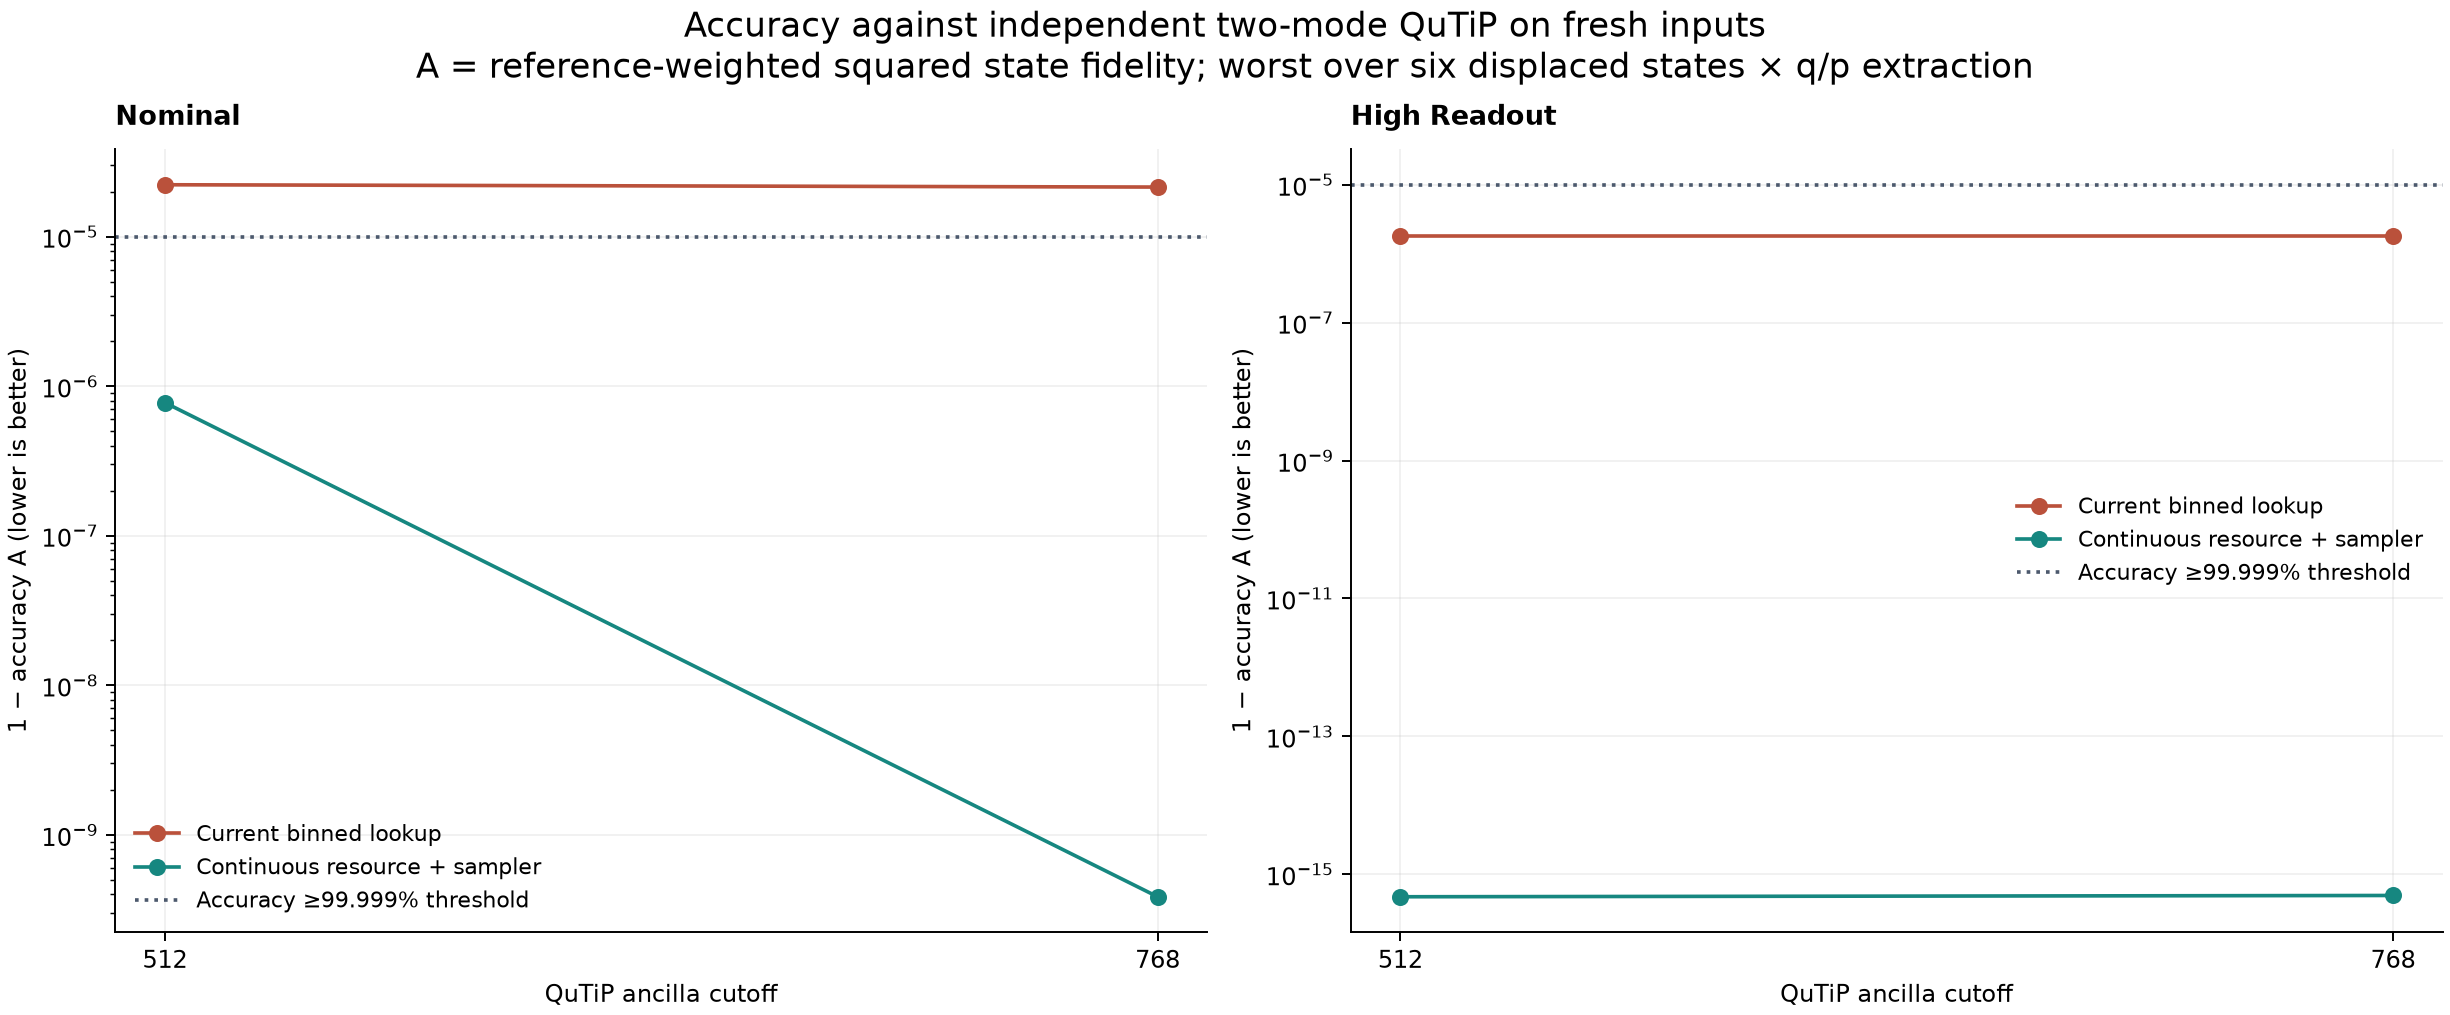 Accuracy against independent two-mode QuTiP on fresh inputs
A = reference-weighted squared state fidelity; worst over six displaced states × q/p extraction
Nominal
1 − accuracy A (lower is better)
10⁻⁵
10⁻⁶
10⁻⁷
10⁻⁸
10⁻⁹
Current binned lookup
Continuous resource + sampler
Accuracy ≥99.999% threshold
512
768
QuTiP ancilla cutoff
High Readout
1 − accuracy A (lower is better)
10⁻⁵
10⁻⁷
10⁻⁹
10⁻¹¹
10⁻¹³
10⁻¹⁵
Current binned lookup
Continuous resource + sampler
Accuracy ≥99.999% threshold
512
768
QuTiP ancilla cutoff